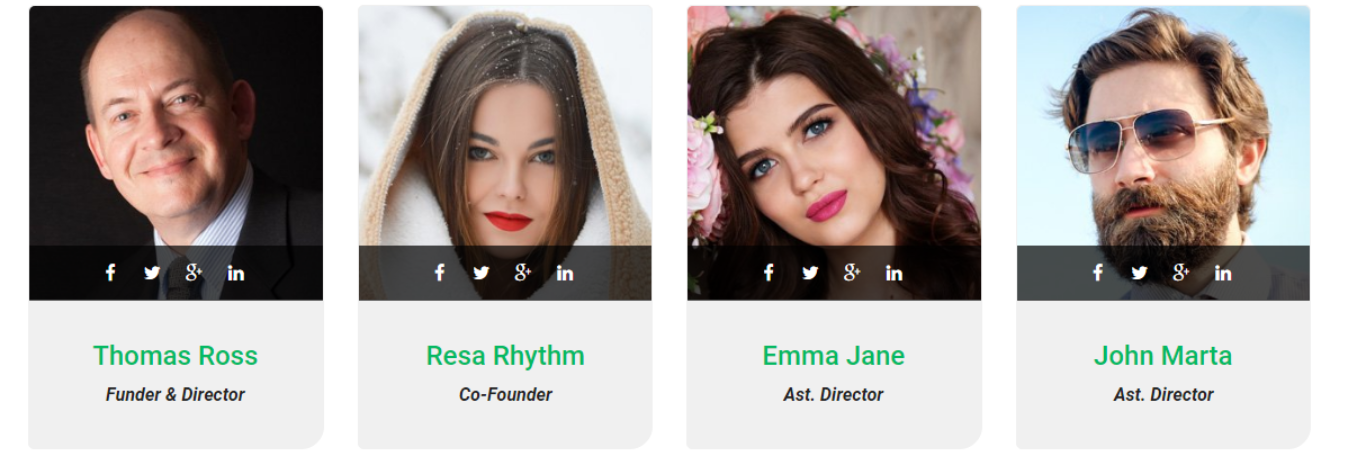 Thomas Ross
Funder & Director
Resa Rhythm
Co-Founder
Emma Jane
Ast. Director
John Marta
Ast. Director